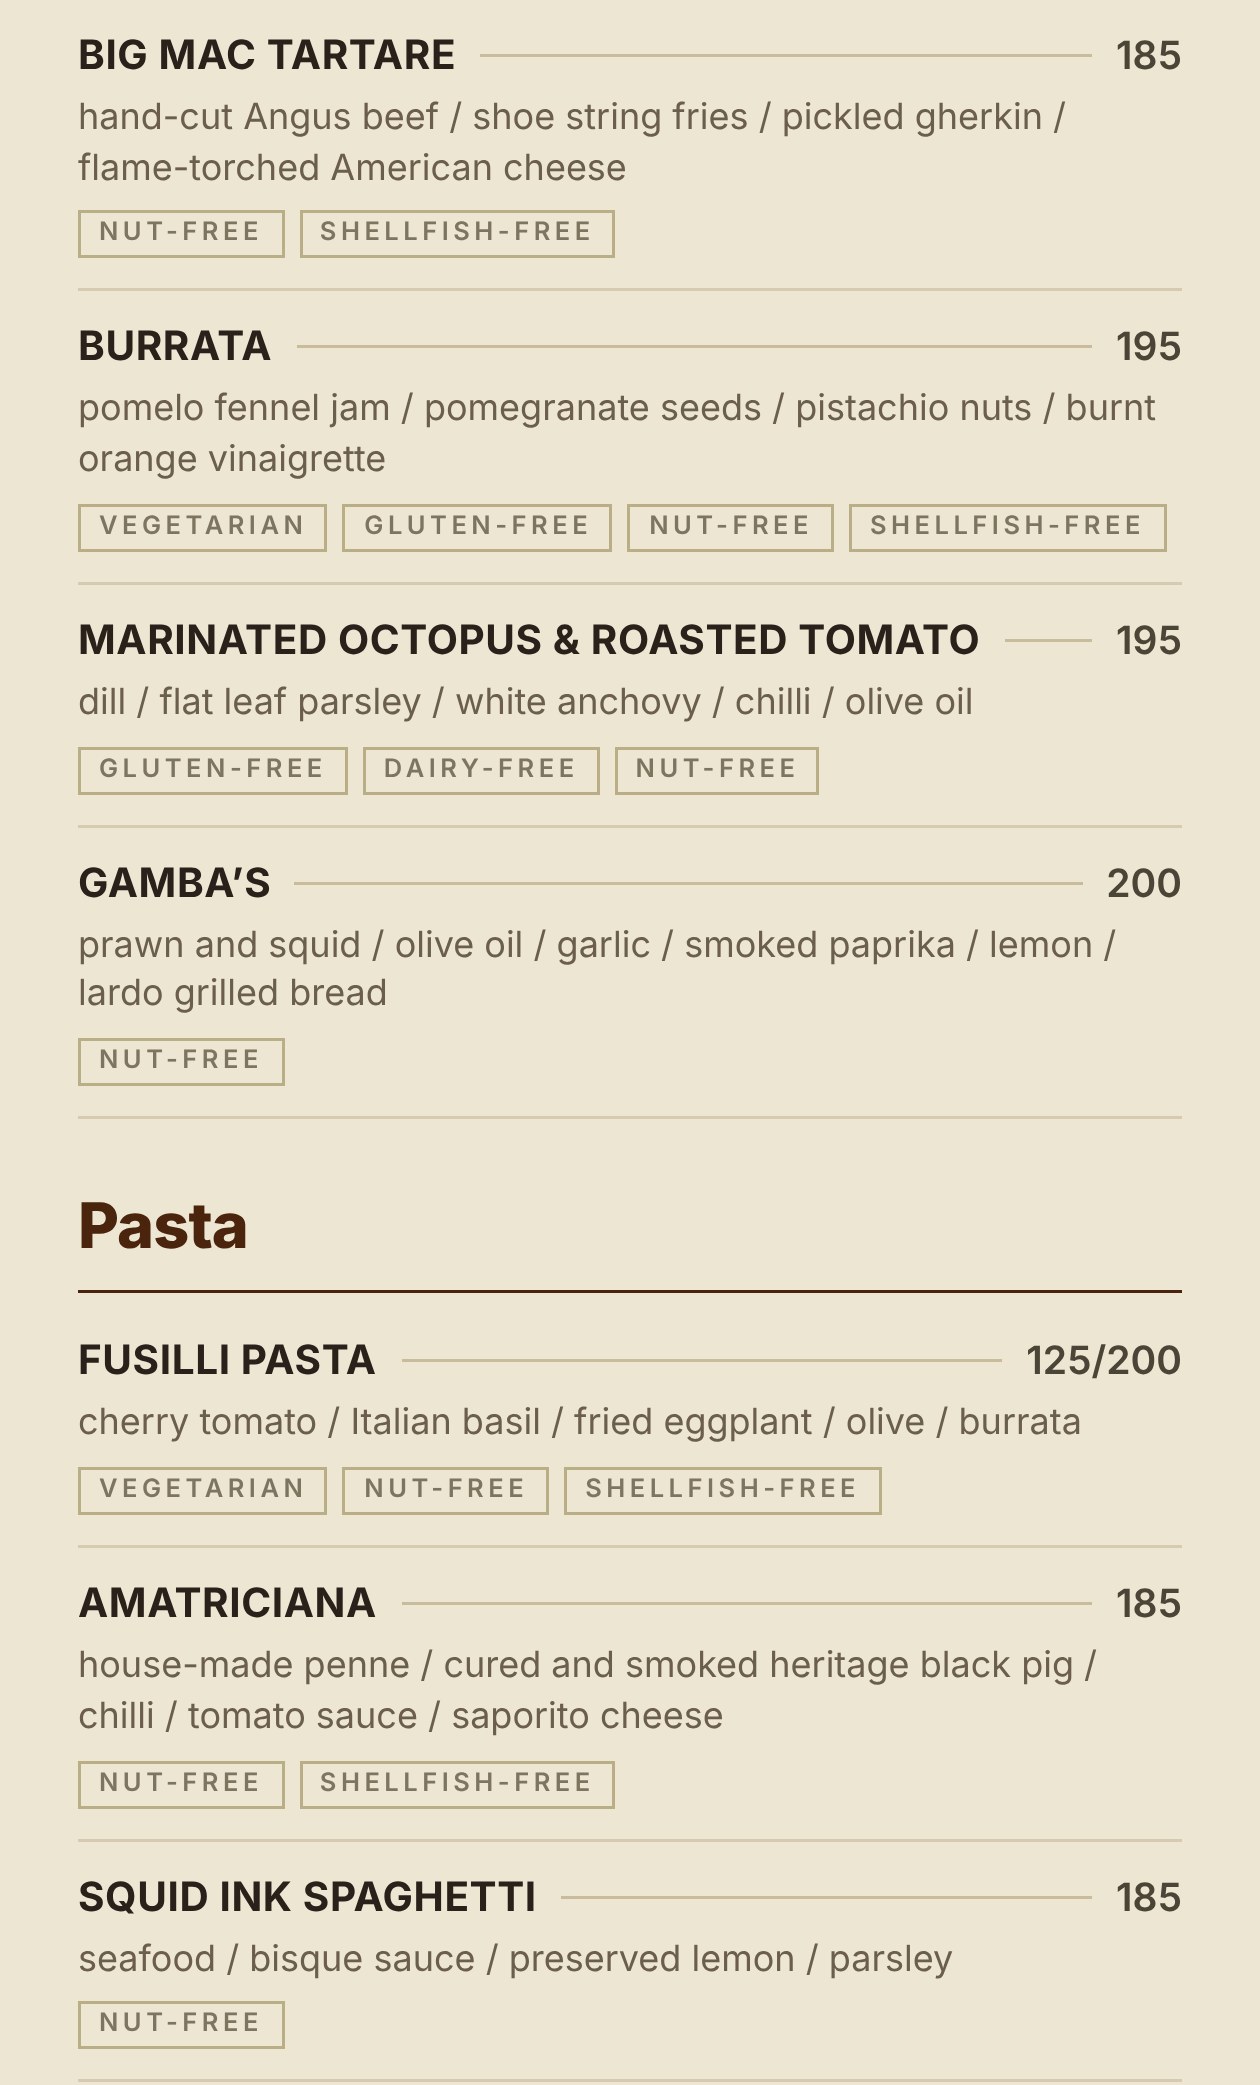 BIG MAC TARTARE 185
hand-cut Angus beef / shoe string fries / pickled gherkin /
flame-torched American cheese
NUT-FREE SHELLFISH-FREE
BURRATA 195
pomelo fennel jam / pomegranate seeds / pistachio nuts / burnt
orange vinaigrette
VEGETARIAN GLUTEN-FREE NUT-FREE SHELLFISH-FREE
MARINATED OCTOPUS & ROASTED TOMATO 195
dill / flat leaf parsley / white anchovy / chilli / olive oil
GLUTEN-FREE DAIRY-FREE NUT-FREE
GAMBA’S 200
prawn and squid / olive oil / garlic / smoked paprika / lemon /
lardo grilled bread
NUT-FREE
Pasta
FUSILLI PASTA 125/200
cherry tomato / Italian basil / fried eggplant / olive / burrata
VEGETARIAN NUT-FREE SHELLFISH-FREE
AMATRICIANA 185
house-made penne / cured and smoked heritage black pig /
chilli / tomato sauce / saporito cheese
NUT-FREE SHELLFISH-FREE
SQUID INK SPAGHETTI 185
seafood / bisque sauce / preserved lemon / parsley
NUT-FREE